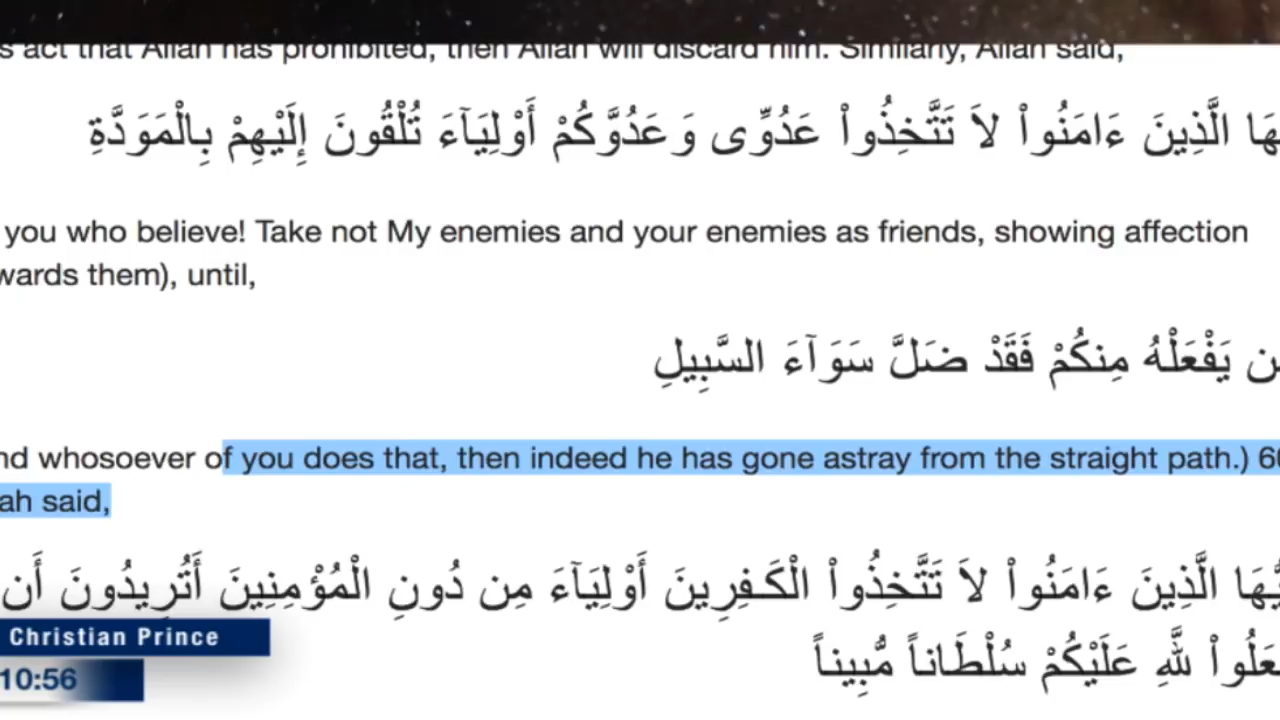 s act that Allah has prohibited, then Allah will discard him. Similarly, Allah said,
هَا الَّذِينَ ءَامَنُواْ لاَ تَتَّخِذُواْ عَدُوِّى وَعَدُوَّكُمْ أَوْلِيَآءَ تُلْقُونَ إِلَيْهِمْ بِالْمَوَدَّةِ
you who believe! Take not My enemies and your enemies as friends, showing affection
wards them), until,
ن يَفْعَلْهُ مِنكُمْ فَقَدْ ضَلَّ سَوَآءَ السَّبِيلِ
nd whosoever of you does that, then indeed he has gone astray from the straight path.) 60
ah said,
يُّهَا الَّذِينَ ءَامَنُواْ لاَ تَتَّخِذُواْ الْكَـفِرِينَ أَوْلِيَآءَ مِن دُونِ الْمُؤْمِنِينَ أَتُرِيدُونَ أَن
عَلُواْ للَّهِ عَلَيْكُمْ سُلْطَاناً مُّبِيناً
Christian Prince
10:56